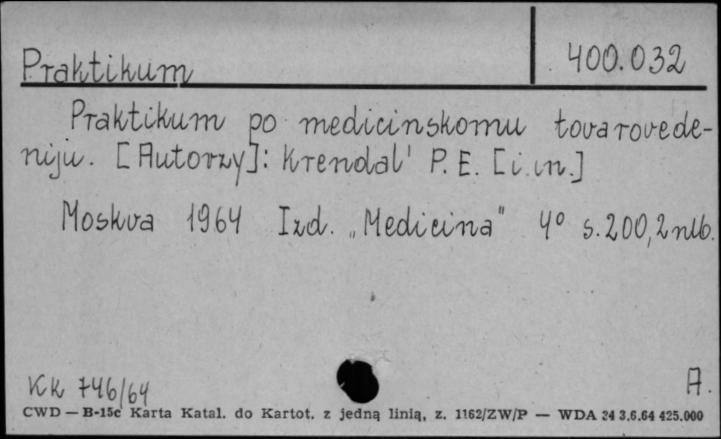 Praktikum
400.032
Praktikum po medicinskomu tovarovede-
niju. [Autorzy]: Krendal' P. E. [i in.]
Moskva 1964 Izd. „Medicina" 4° s. 200, 2 nlb.
KK 746/64
A.
CWD — B-15c Karta Katal. do Kartot. z jedną linią, z. 1162/ZW/P — WDA 24 3.6.64 425.000